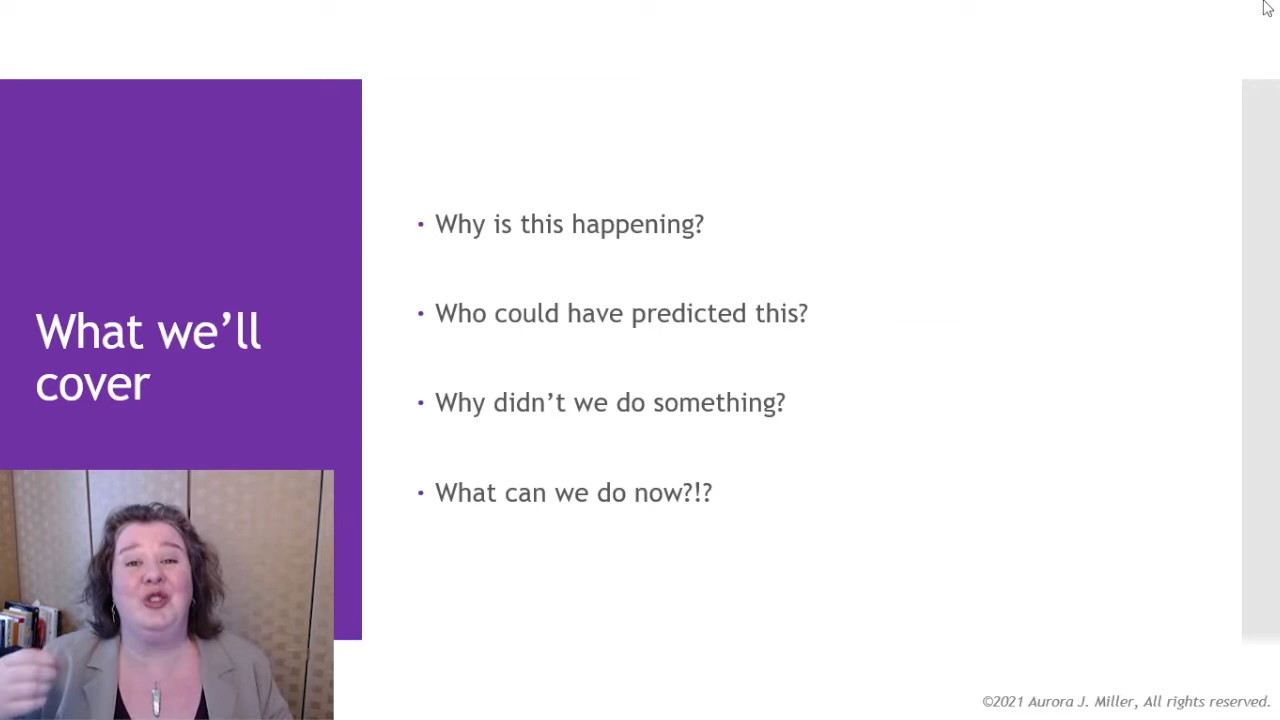 What we’ll
cover
• Why is this happening?
• Who could have predicted this?
• Why didn’t we do something?
• What can we do now?!?
©2021 Aurora J. Miller, All rights reserved.